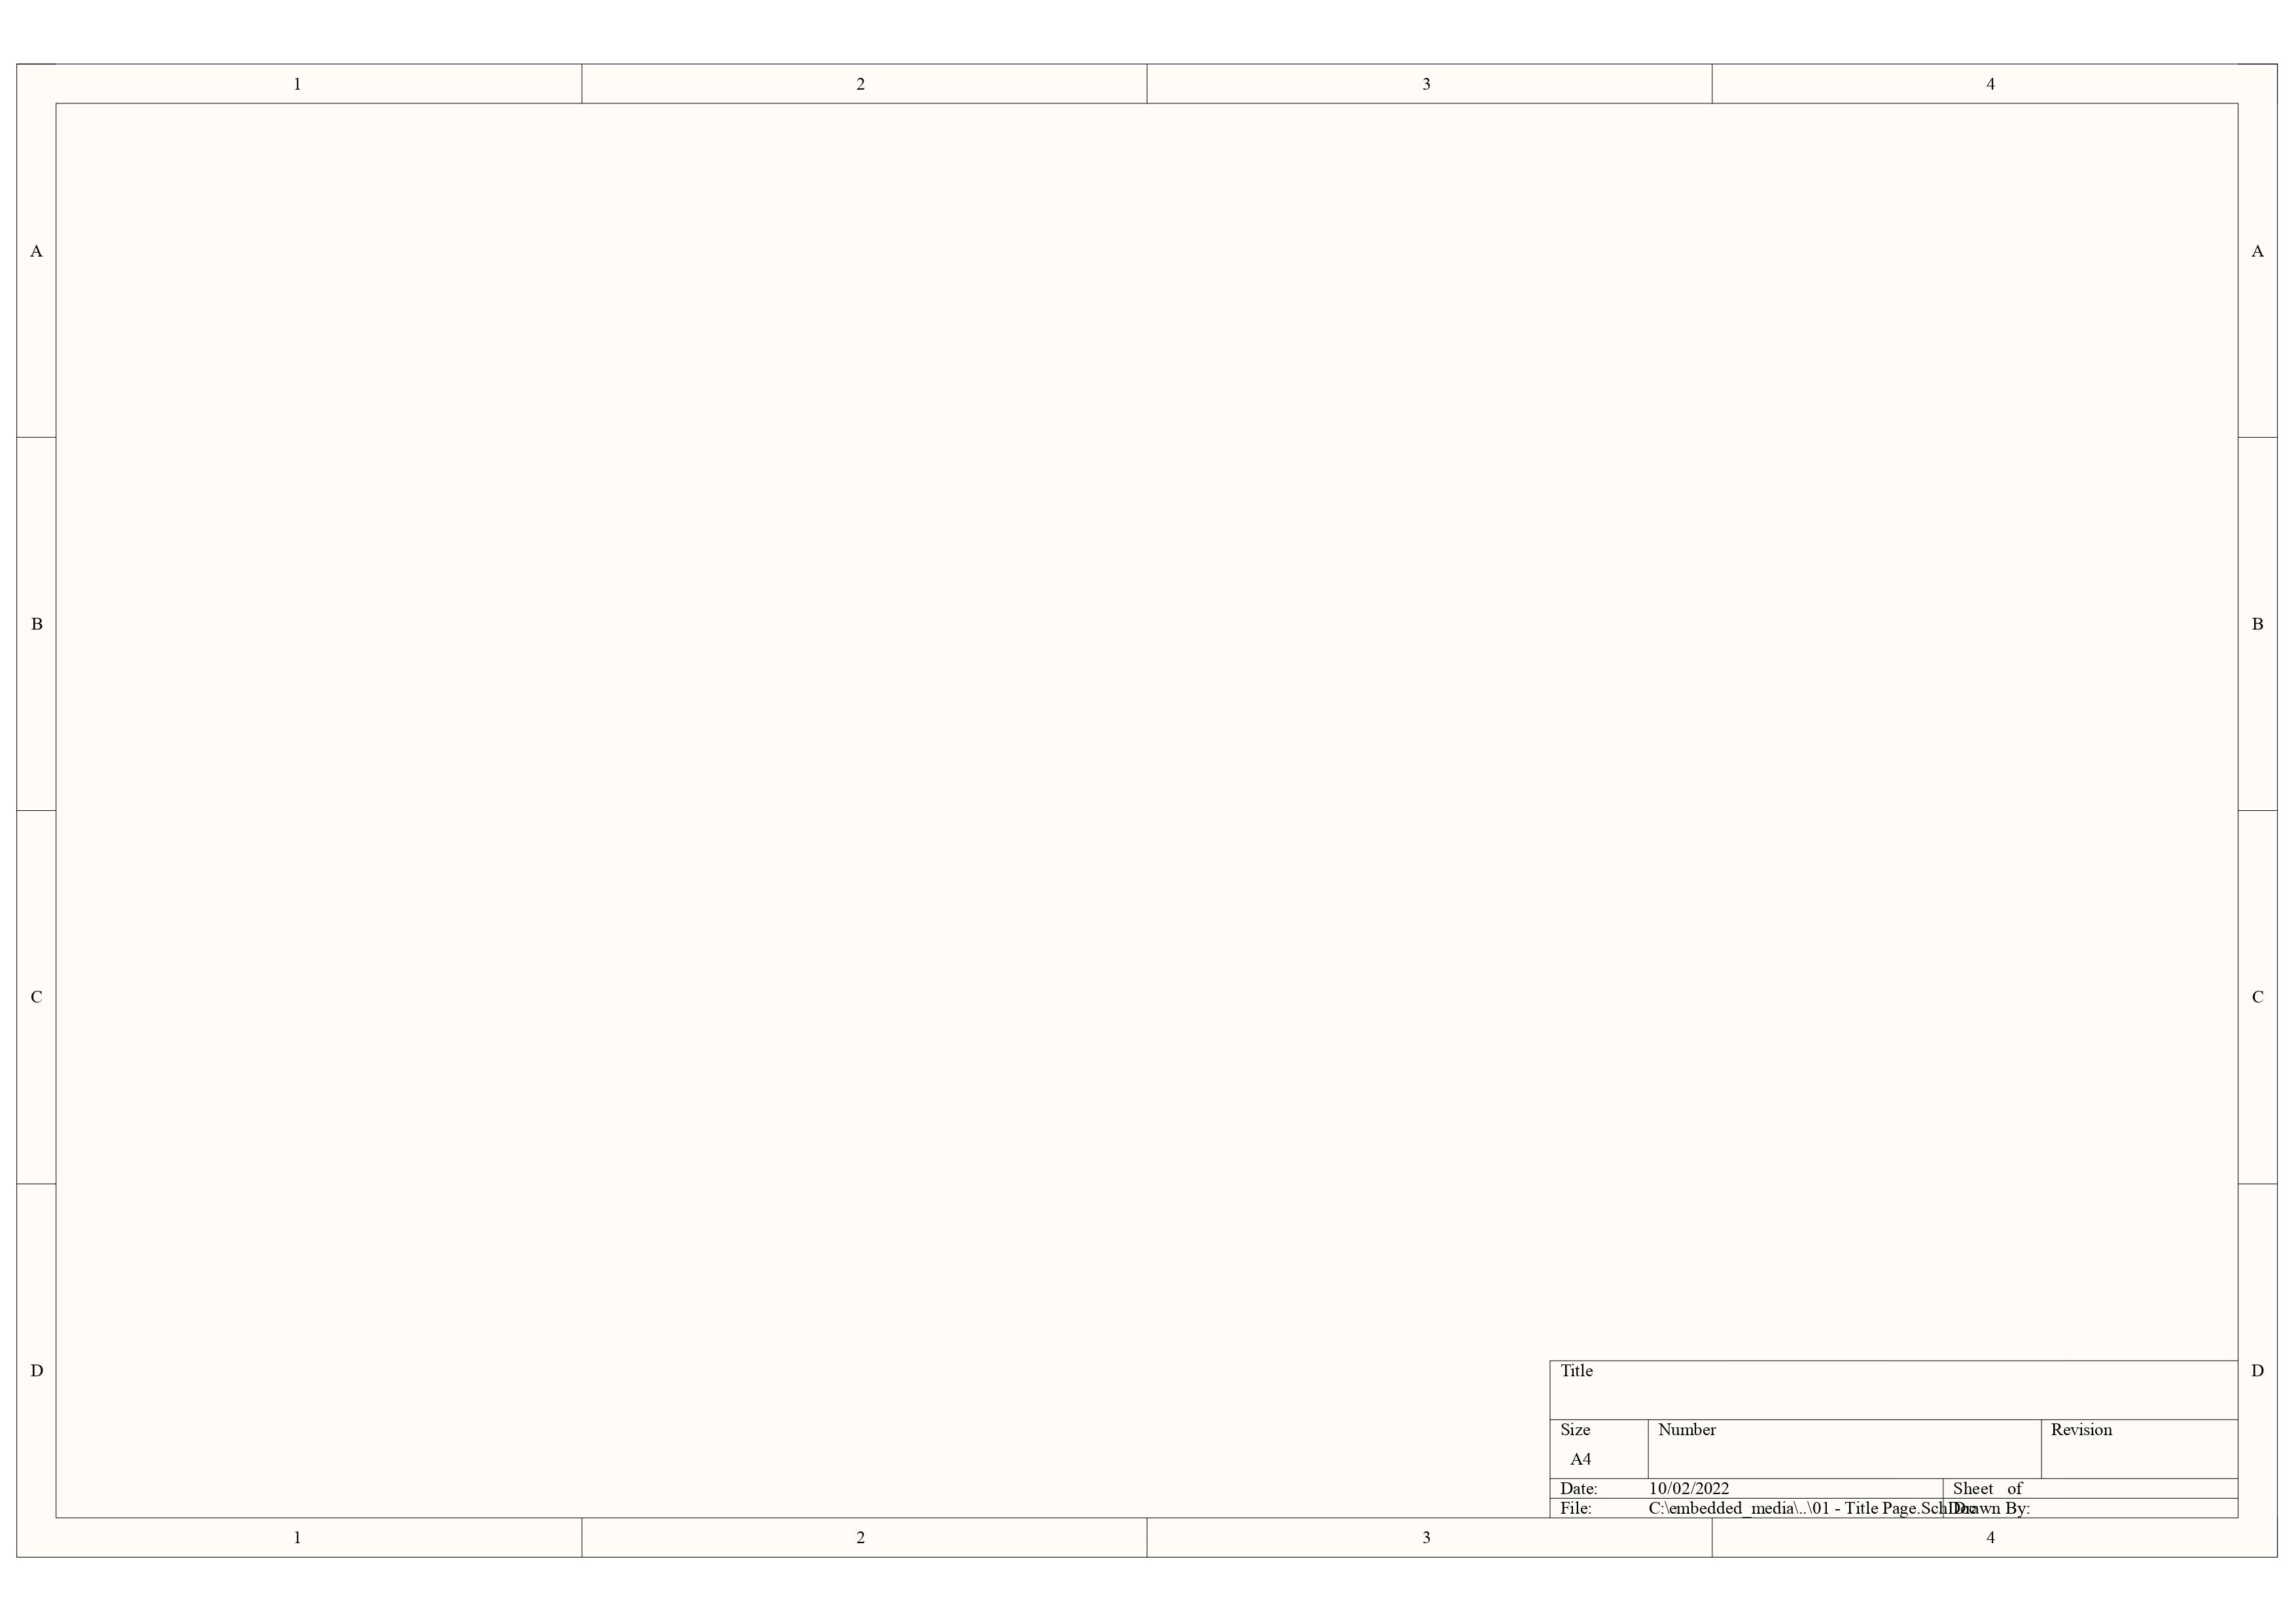 1 2 3 4
A A
B B
C C
D D
Title
Size Number Revision
A4
Date: 10/02/2022 Sheet of
File: C:\embedded_media\..\01 - Title Page.SchDoc Drawn By:
1 2 3 4